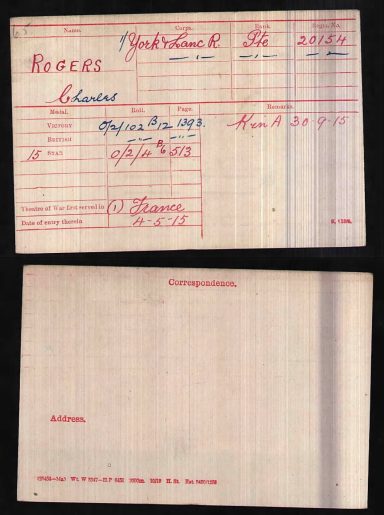 Name. Corps. Rank. Regtl. No.
ROGERS
Charles
1/York & Lanc R. Pte 20154
Medal. Roll. Page. Remarks.
VICTORY O/2/102 B12 1393. K in A 30-9-15
BRITISH
15 STAR O/2/4 B/6 513
Theatre of War first served in (1) France
Date of entry therein 4-5-15
Correspondence.
Address.